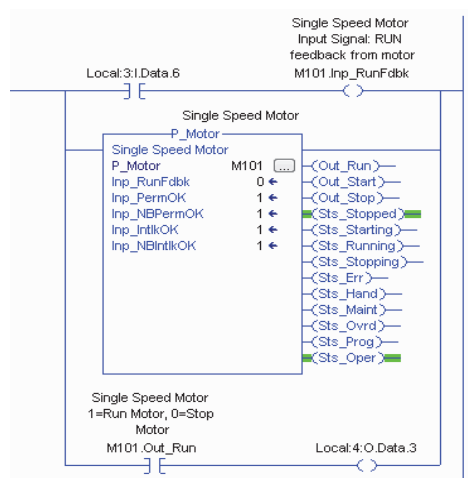 Single Speed Motor
Input Signal: RUN
feedback from motor
Local:3:I.Data.6
M101.Inp_RunFdbk
Single Speed Motor
P_Motor
Single Speed Motor
P_Motor M101 ...
Inp_RunFdbk 0
Inp_PermOK 1
Inp_NBPermOK 1
Inp_IntlkOK 1
Inp_NBIntlkOK 1
Out_Run
Out_Start
Out_Stop
Sts_Stopped
Sts_Starting
Sts_Running
Sts_Stopping
Sts_Err
Sts_Hand
Sts_Maint
Sts_Ovrd
Sts_Prog
Sts_Oper
Single Speed Motor
1=Run Motor, 0=Stop
Motor
M101.Out_Run
Local:4:O.Data.3